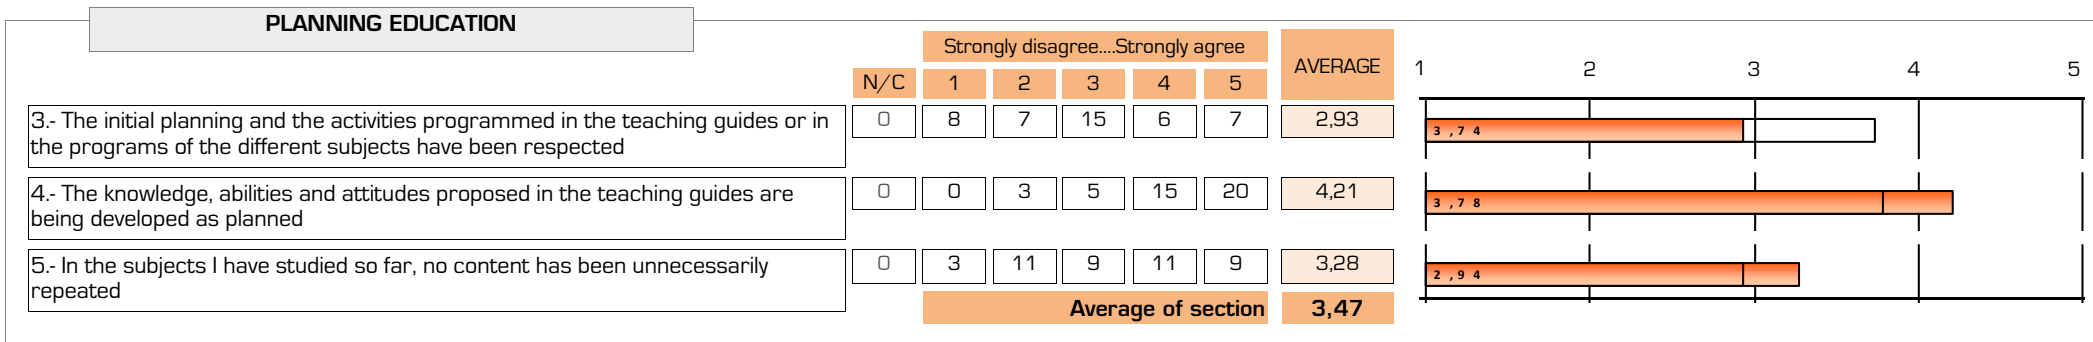 PLANNING EDUCATION
Strongly disagree....Strongly agree
AVERAGE
N/C 1 2 3 4 5
1 2 3 4 5
3.- The initial planning and the activities programmed in the teaching guides or in
the programs of the different subjects have been respected
0 8 7 15 6 7 2,93
3,74
4.- The knowledge, abilities and attitudes proposed in the teaching guides are
being developed as planned
0 0 3 5 15 20 4,21
3,78
5.- In the subjects I have studied so far, no content has been unnecessarily
repeated
0 3 11 9 11 9 3,28
2,94
Average of section 3,47